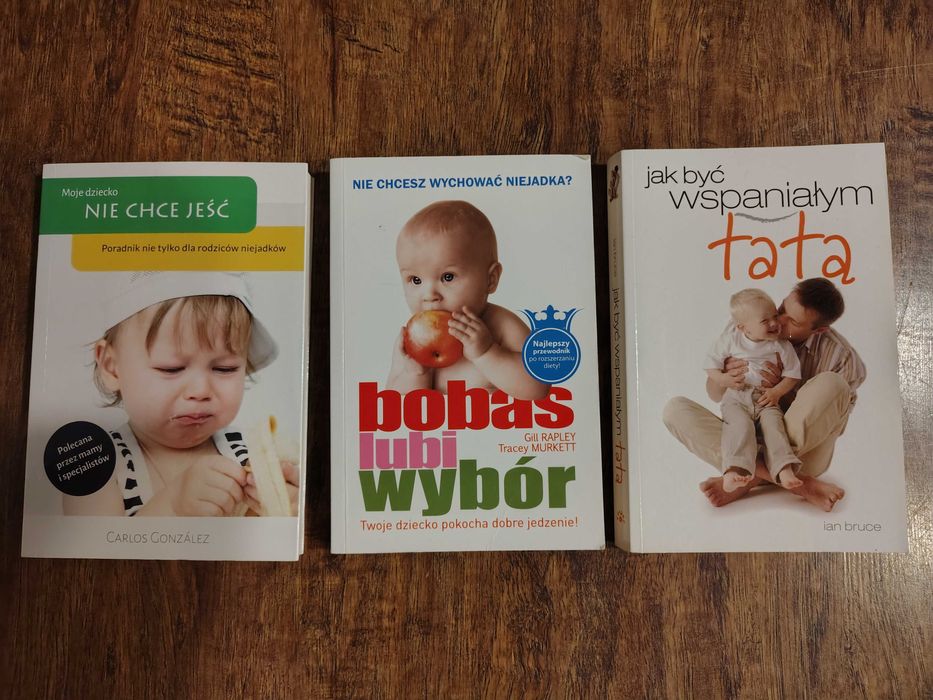 Moje dziecko
NIE CHCE JEŚĆ
Poradnik nie tylko dla rodziców niejadków
Polecana
przez mamy
i specjalistów
CARLOS GONZÁLEZ
NIE CHCESZ WYCHOWAĆ NIEJADKA?
Najlepszy
przewodnik
po rozszerzaniu
diety!
bobas
Gill RAPLEY
Tracey MURKETT
lubi
wybór
Twoje dziecko pokocha dobre jedzenie!
jak być wspaniałym tatą
jak być
wspaniałym
tatą
ian bruce